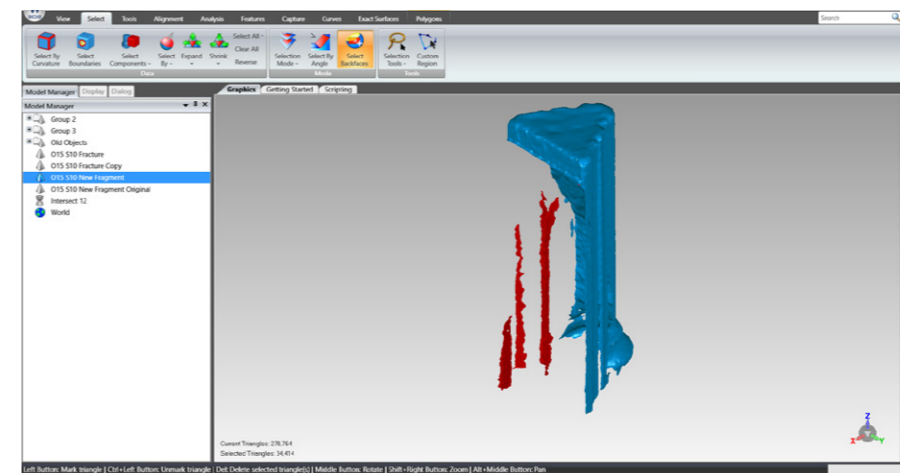 View Select Tools Alignment Analysis Features Capture Curves Exact Surfaces Polygons Search
Select By Curvature
Select Boundaries
Select Components
Select By
Expand
Shrink
Select All
Clear All
Reverse
Selection Mode
Select By Angle
Select Backfaces
Selection Tools
Custom Region
Data Mode Tools
Model Manager Display Dialog Graphics Getting Started Scripting
Model Manager
Group 2
Group 3
Old Objects
O15 S10 Fracture
O15 S10 Fracture Copy
O15 S10 New Fragment
O15 S10 New Fragment Original
Intersect 12
World
Z
X Y
Current Triangles: 278,764
Selected Triangles: 34,414
Left Button: Mark triangle | Ctrl+Left Button: Unmark triangle | Del: Delete selected triangle(s) | Middle Button: Rotate | Shift+Right Button: Zoom | Alt+Middle Button: Pan